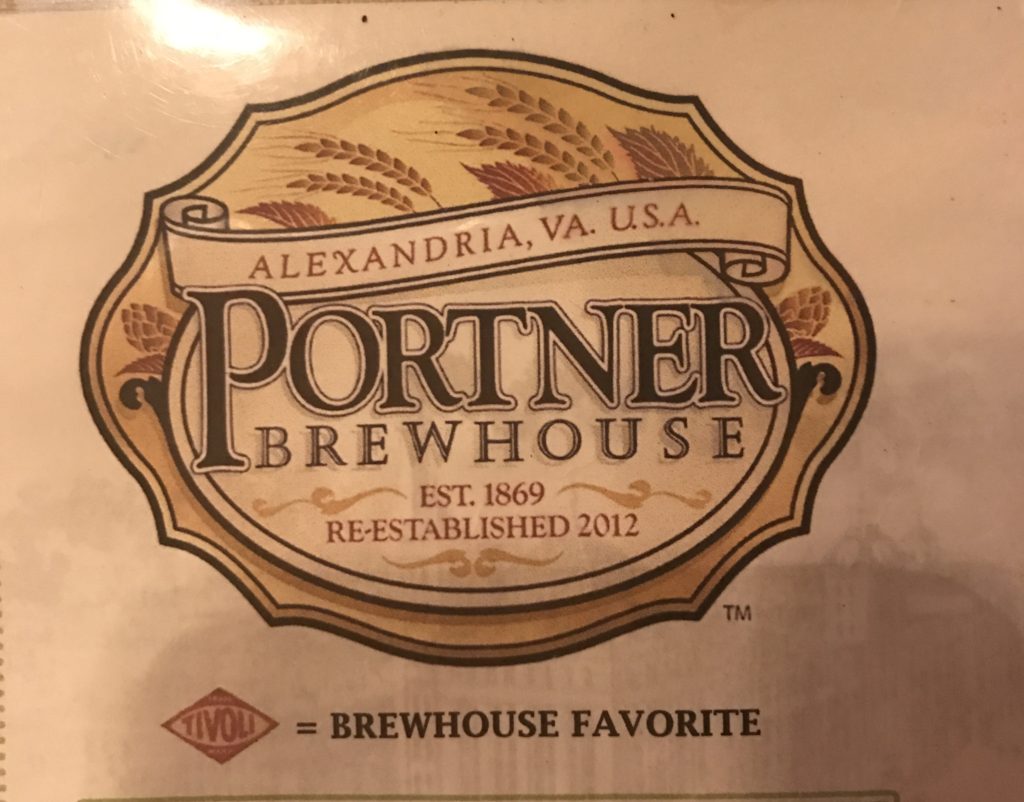 ALEXANDRIA, VA. U.S.A.
PORTNER
BREWHOUSE
EST. 1869
RE-ESTABLISHED 2012
TM
TIVOLI
= BREWHOUSE FAVORITE